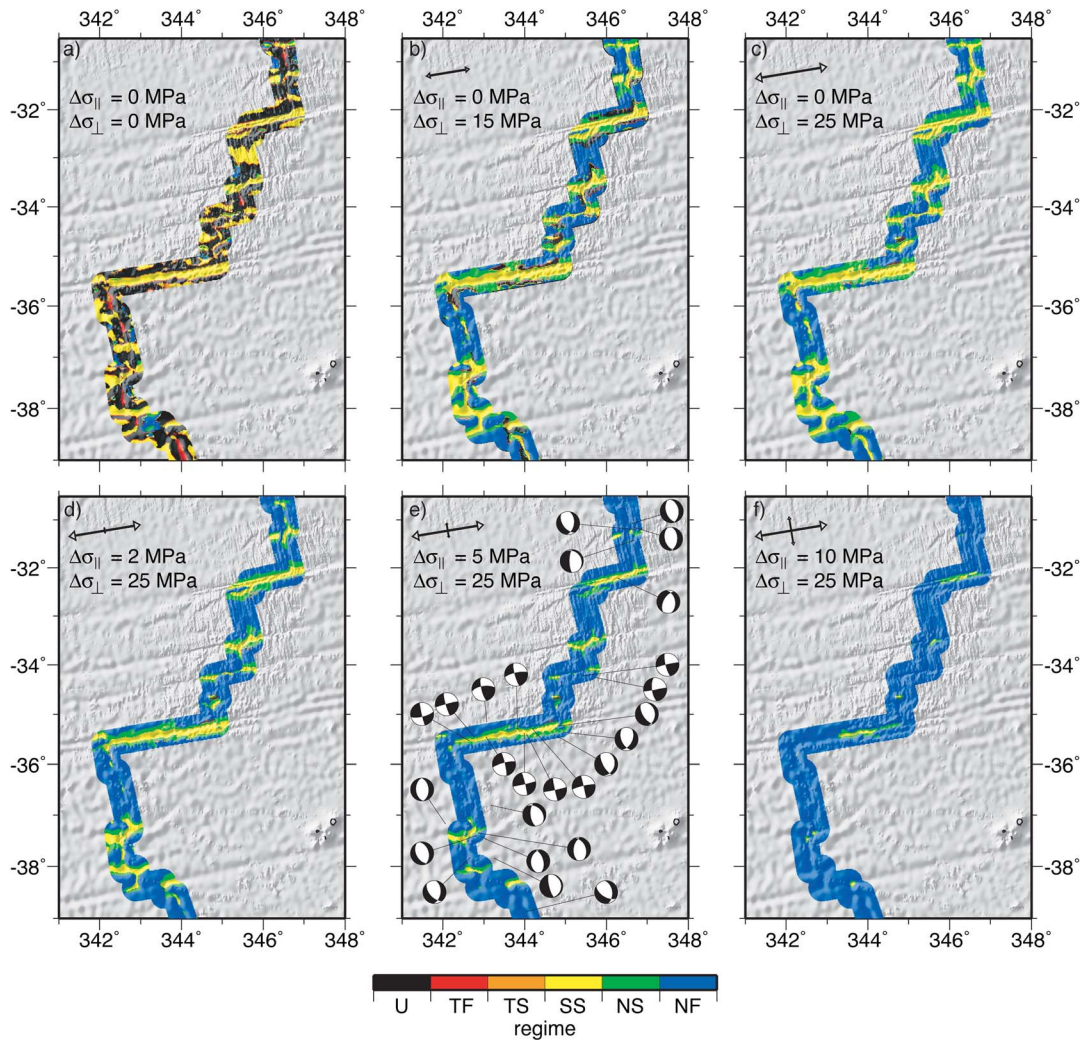 342° 344° 346° 348° 342° 344° 346° 348° 342° 344° 346° 348°
a) b) c)
Δσ|| = 0 MPa
Δσ⊥ = 0 MPa
Δσ|| = 0 MPa
Δσ⊥ = 15 MPa
Δσ|| = 0 MPa
Δσ⊥ = 25 MPa
-32° -32°
-34° -34°
-36° -36°
-38° -38°
d) e) f)
Δσ|| = 2 MPa
Δσ⊥ = 25 MPa
Δσ|| = 5 MPa
Δσ⊥ = 25 MPa
Δσ|| = 10 MPa
Δσ⊥ = 25 MPa
-32° -32°
-34° -34°
-36° -36°
-38° -38°
342° 344° 346° 348° 342° 344° 346° 348° 342° 344° 346° 348°
U TF TS SS NS NF
regime